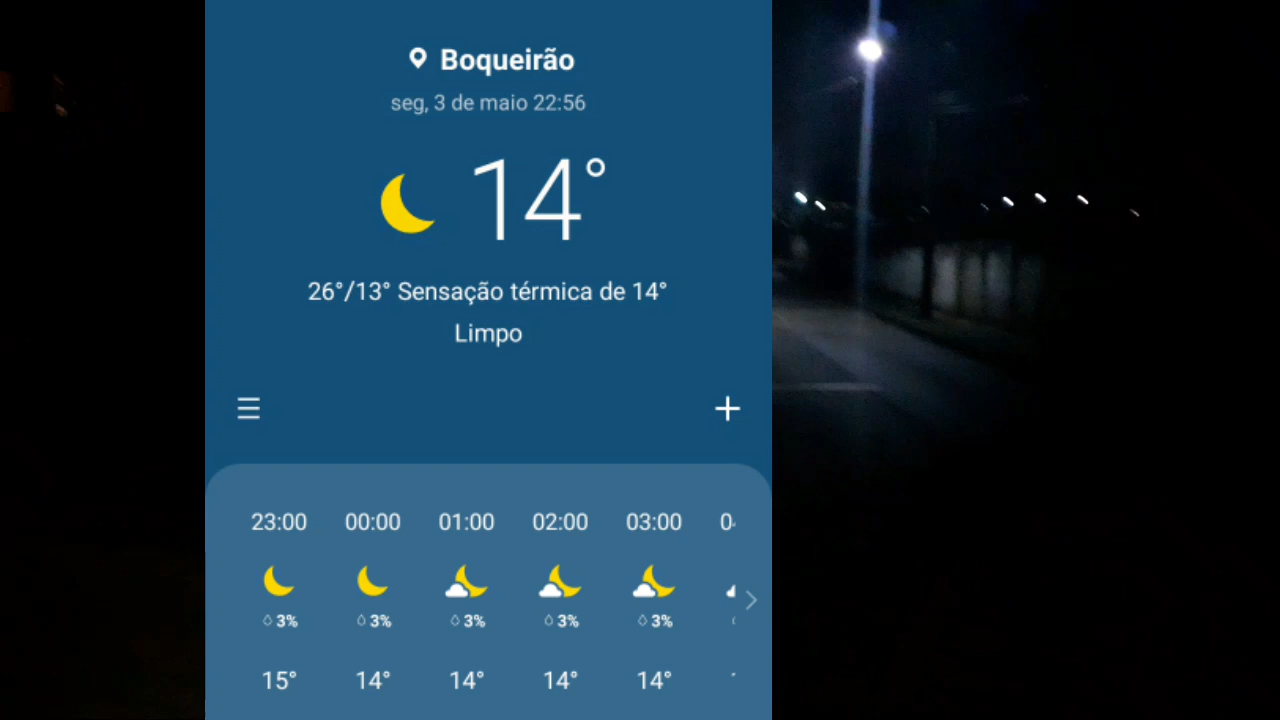 Boqueirão
seg, 3 de maio 22:56
14°
26°/13° Sensação térmica de 14°
Limpo
23:00 00:00 01:00 02:00 03:00
3% 3% 3% 3% 3%
15° 14° 14° 14° 14°